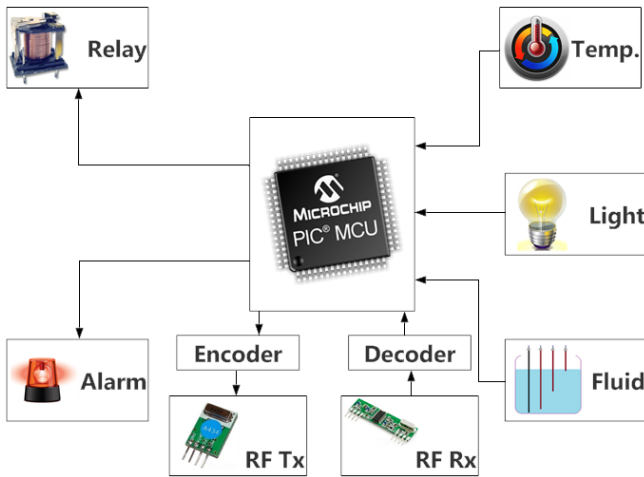 Relay
Temp.
MICROCHIP
PIC® MCU
Light
Encoder
Decoder
Alarm
Fluid
RF Tx
RF Rx